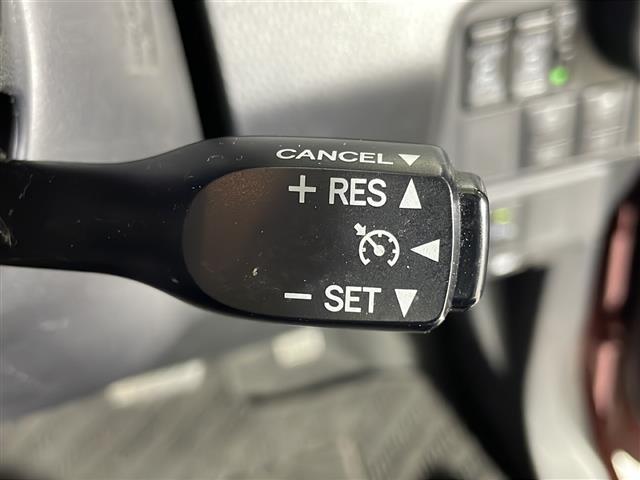 CANCEL▼
+ RES ▲
◀
− SET ▼